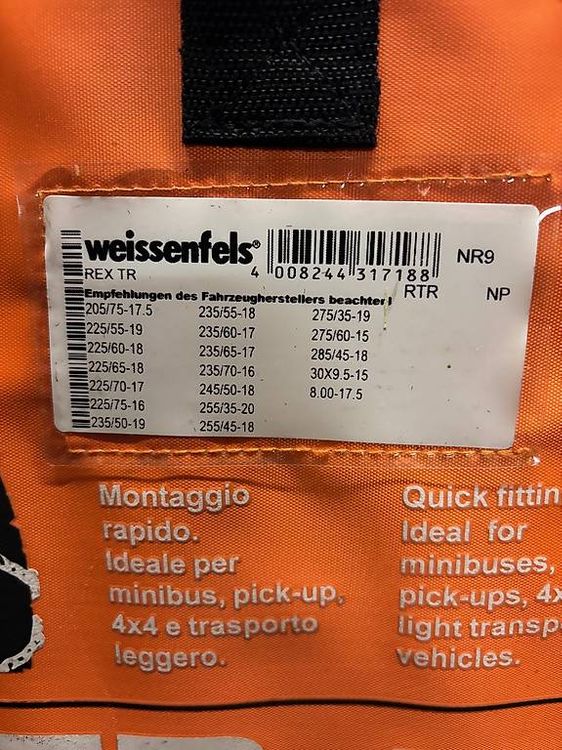 weissenfels®
REX TR
4 008244 317188
NR9
RTR
NP
Empfehlungen des Fahrzeugherstellers beachten!
205/75-17.5
225/55-19
225/60-18
225/65-18
225/70-17
225/75-16
235/50-19
235/55-18
235/60-17
235/65-17
235/70-16
245/50-18
255/35-20
255/45-18
275/35-19
275/60-15
285/45-18
30X9.5-15
8.00-17.5
Montaggio
rapido.
Ideale per
minibus, pick-up,
4x4 e trasporto
leggero.
Quick fittin
Ideal for
minibuses,
pick-ups, 4x
light transp
vehicles.